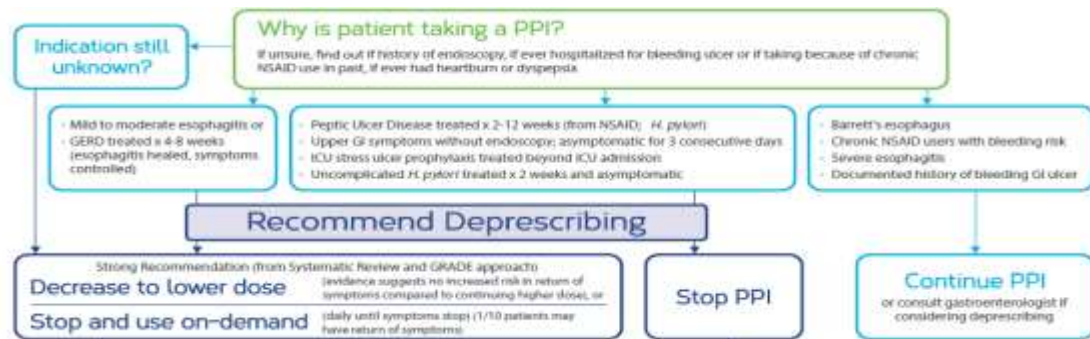 Why is patient taking a PPI?
If unsure, find out if history of endoscopy, if ever hospitalized for bleeding ulcer or if taking because of chronic
NSAID use in past, if ever had heartburn or dyspepsia
Indication still
unknown?
· Mild to moderate esophagitis or
· GERD treated x 4-8 weeks
(esophagitis healed, symptoms
controlled)
· Peptic Ulcer Disease treated x 2-12 weeks (from NSAID; H. pylori)
· Upper GI symptoms without endoscopy; asymptomatic for 3 consecutive days
· ICU stress ulcer prophylaxis treated beyond ICU admission
· Uncomplicated H. pylori treated x 2 weeks and asymptomatic
· Barrett's esophagus
· Chronic NSAID users with bleeding risk
· Severe esophagitis
· Documented history of bleeding GI ulcer
Recommend Deprescribing
Strong Recommendation (from Systematic Review and GRADE approach)
Decrease to lower dose (evidence suggests no increased risk in return of
symptoms compared to continuing higher dose), or
Stop and use on-demand (daily until symptoms stop) (1/10 patients may
have return of symptoms)
Stop PPI
Continue PPI
or consult gastroenterologist if
considering deprescribing